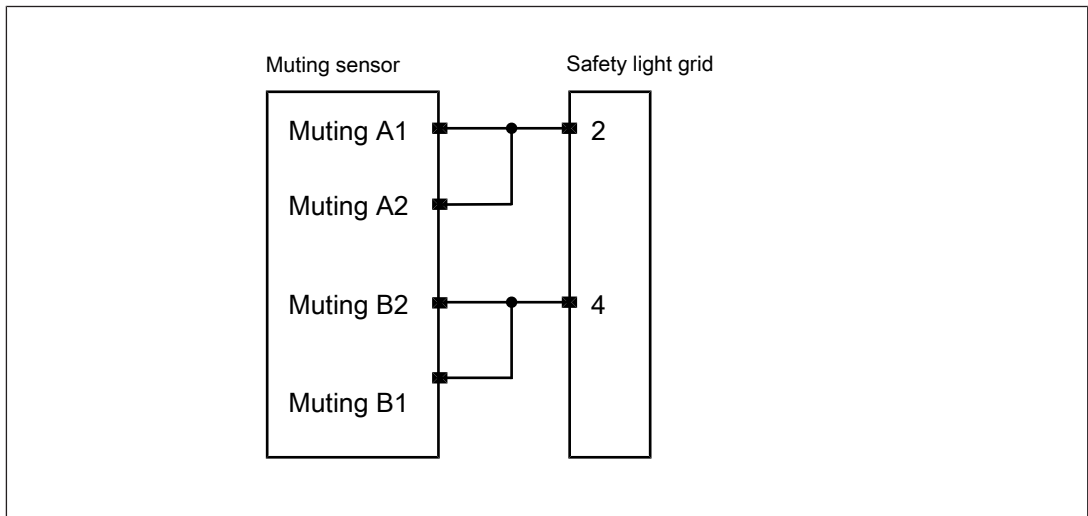 Muting sensor
Safety light grid
Muting A1
2
Muting A2
Muting B2
4
Muting B1